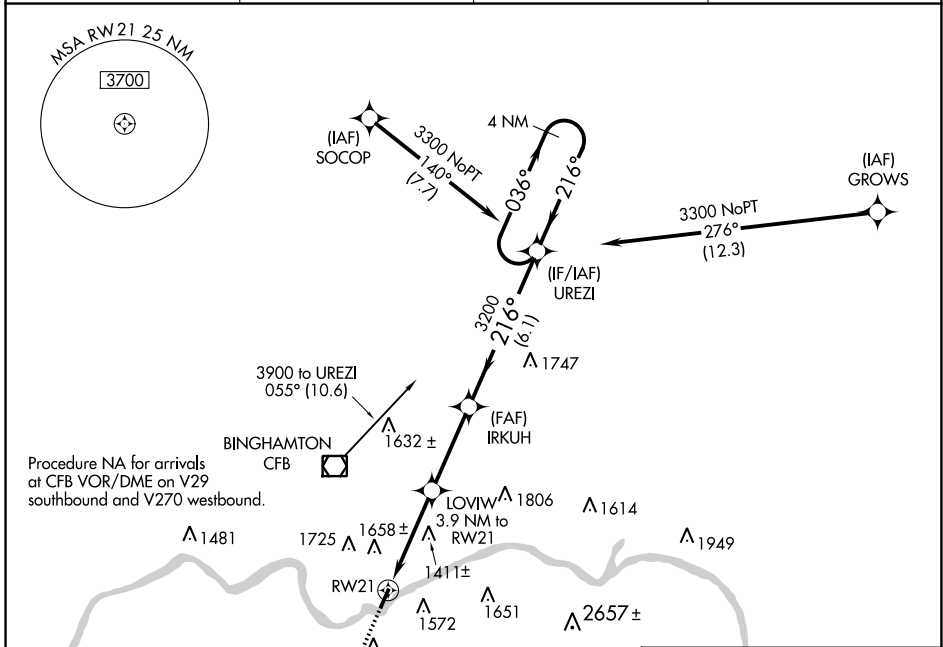 MSA RW21 25 NM
3700
(IAF)
SOCOP
3300 NoPT
140°
(7.7)
4 NM
036°
216°
(IAF)
GROWS
3300 NoPT
276°
(12.3)
(IF/IAF)
UREZI
3200
216°
(6.1)
1747
3900 to UREZI
055° (10.6)
(FAF)
IRKUH
BINGHAMTON
CFB
1632 ±
Procedure NA for arrivals
at CFB VOR/DME on V29
southbound and V270 westbound.
LOVIW
3.9 NM to
RW21
1806
1614
1481
1725
1658 ±
1949
1411±
RW21
1572
1651
2657 ±